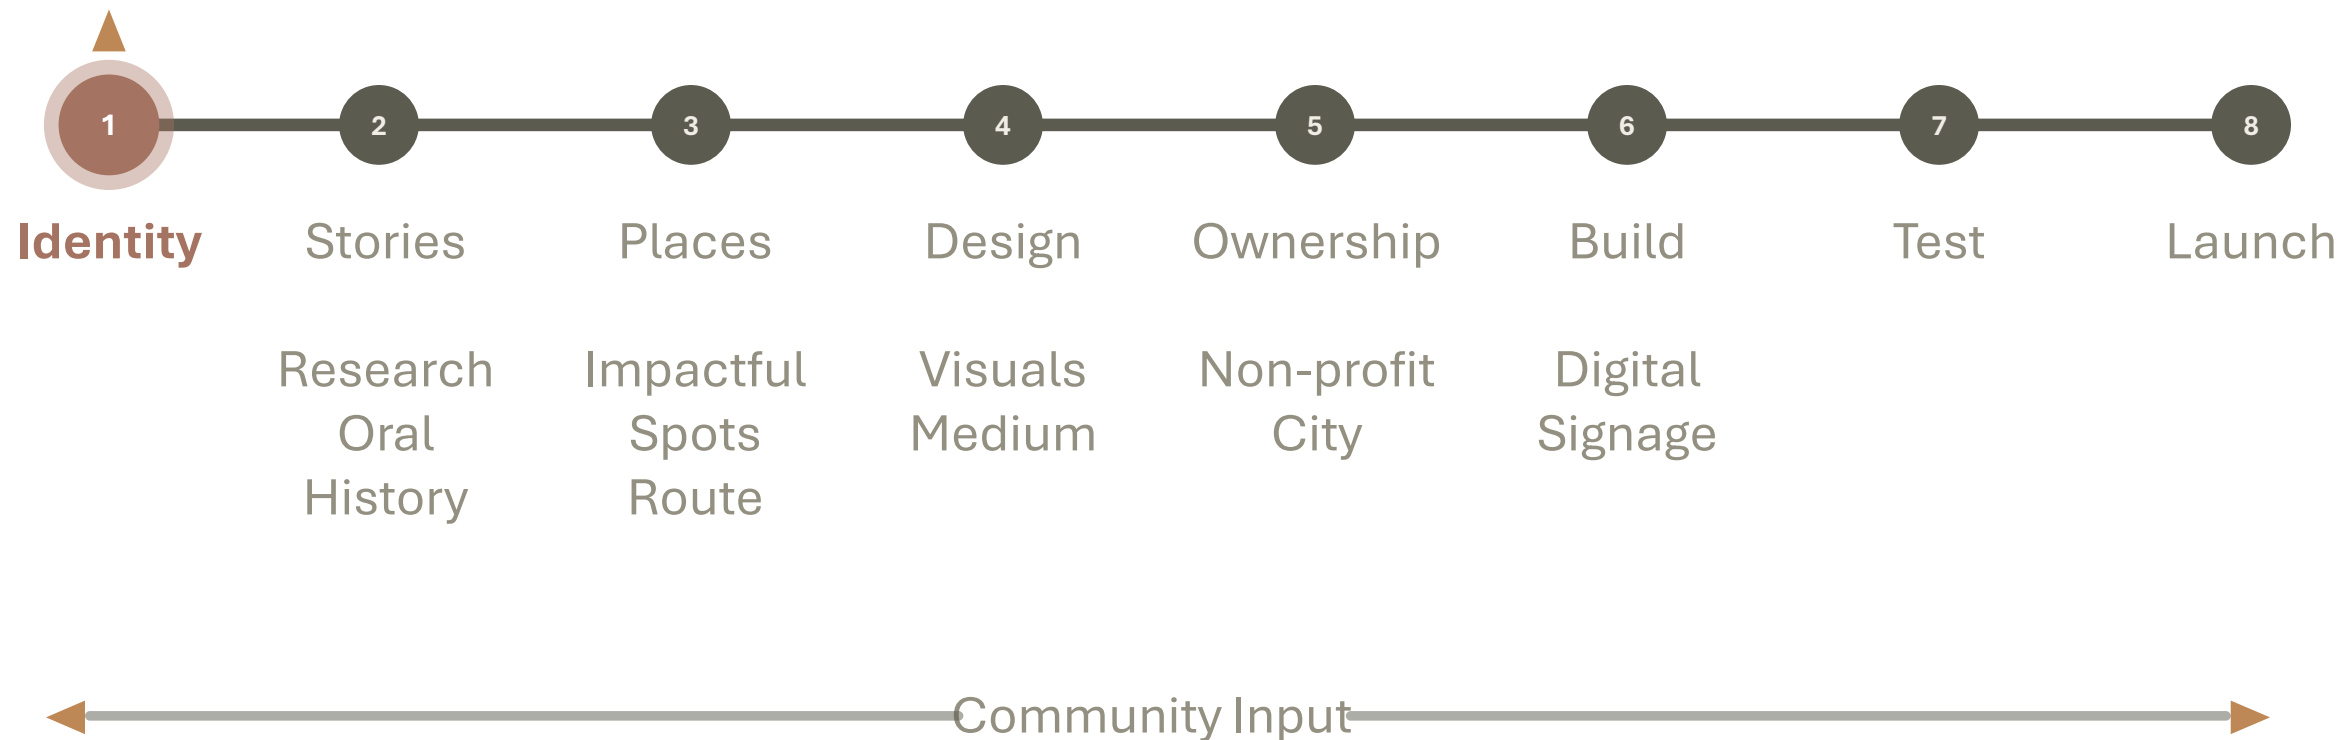 1 2 3 4 5 6 7 8
Identity Stories Places Design Ownership Build Test Launch
Research Impactful Visuals Non-profit Digital
Oral Spots Medium City Signage
History Route
Community Input